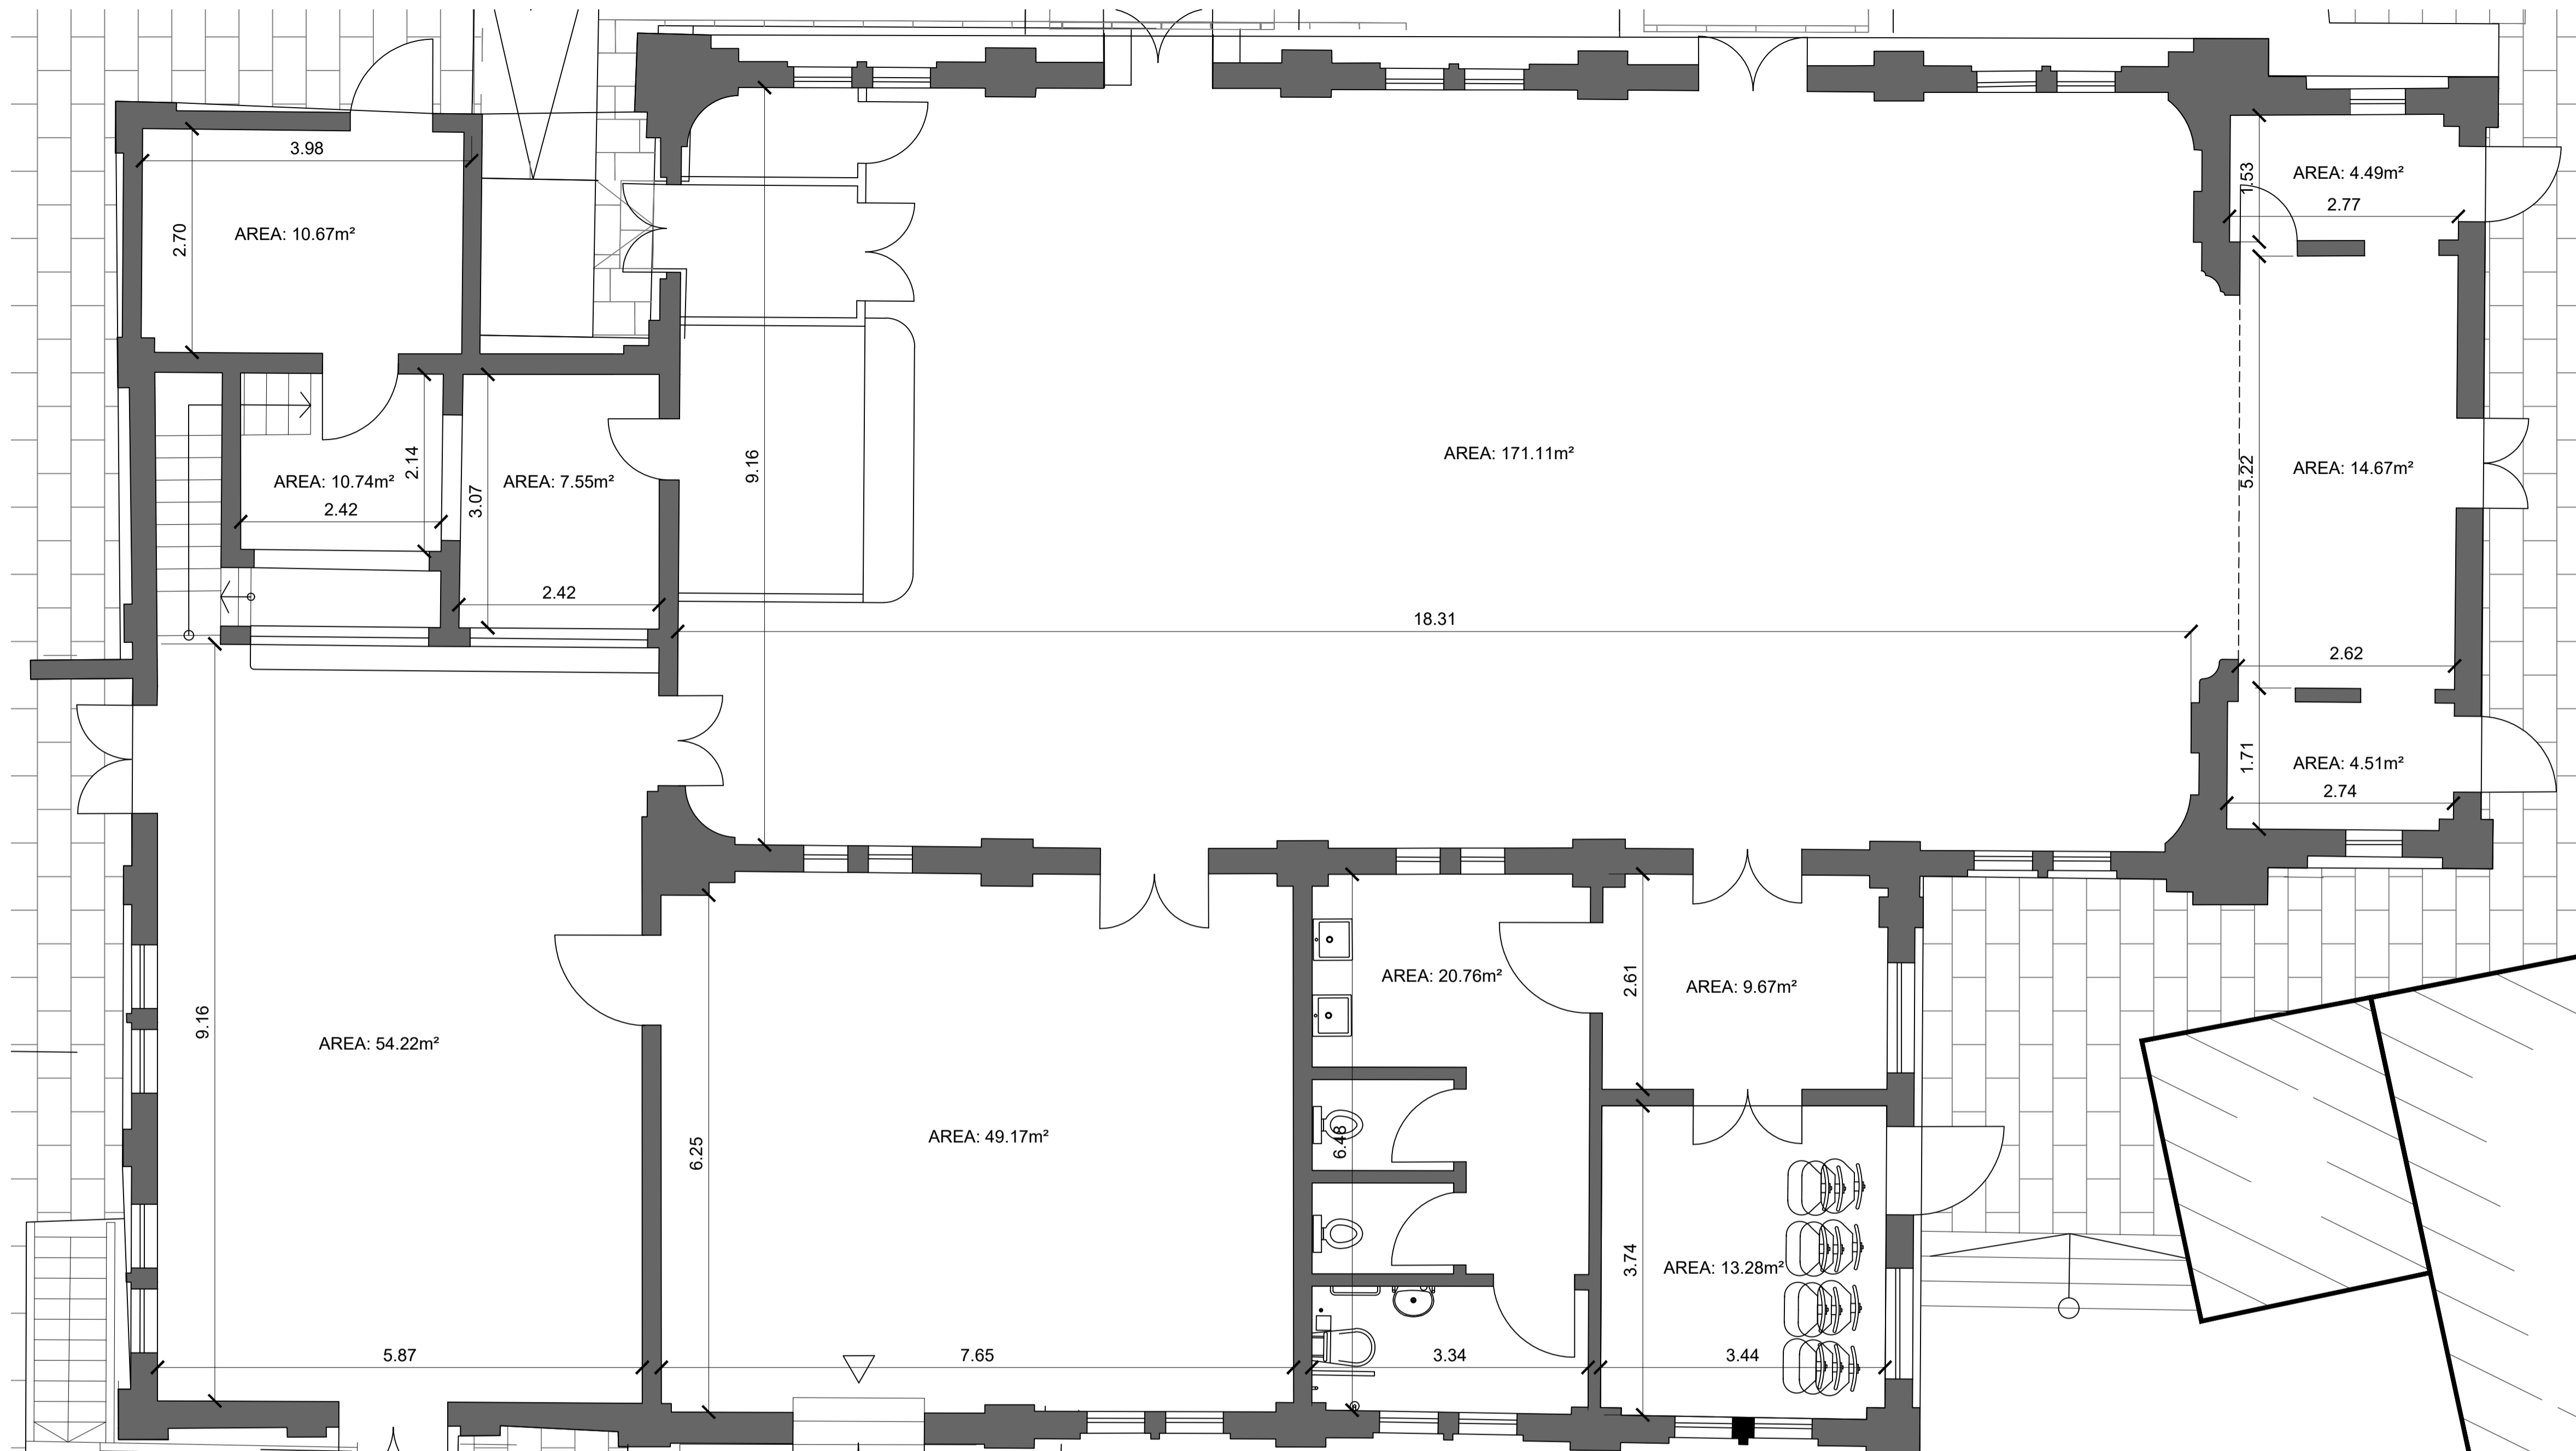 3.98
2.70
AREA: 10.67m²
1.53
AREA: 4.49m²
2.77
AREA: 10.74m²
2.14
2.42
AREA: 7.55m²
3.07
2.42
9.16
AREA: 171.11m²
18.31
5.22
AREA: 14.67m²
2.62
1.71
AREA: 4.51m²
2.74
9.16
AREA: 54.22m²
5.87
6.25
AREA: 49.17m²
7.65
AREA: 20.76m²
6.48
3.34
2.61
AREA: 9.67m²
3.74
AREA: 13.28m²
3.44